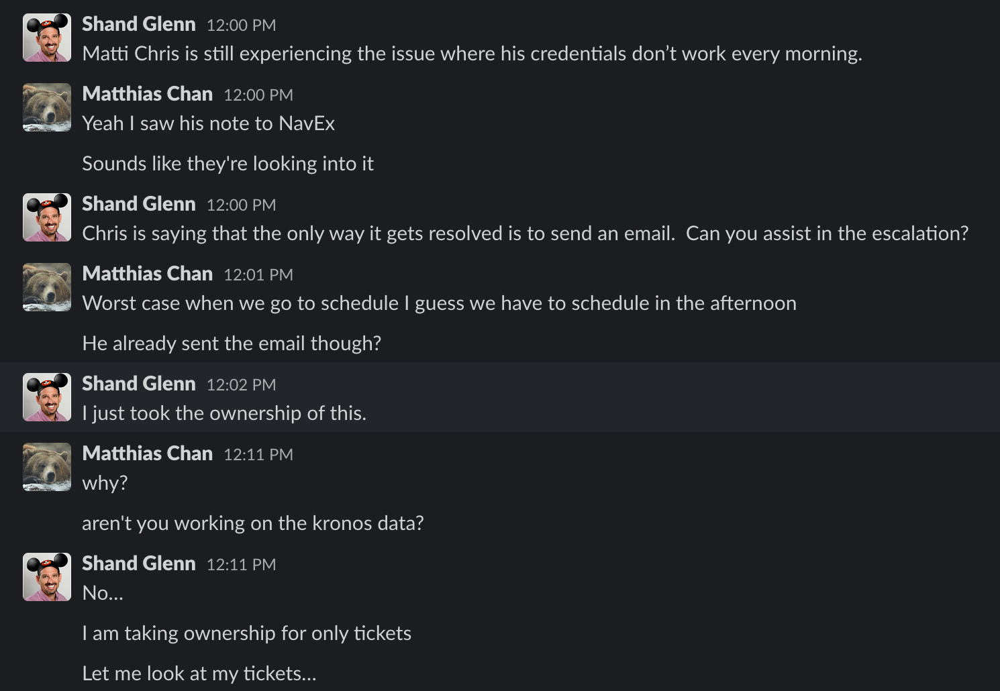 Shand Glenn 12:00 PM
Matti Chris is still experiencing the issue where his credentials don’t work every morning.
Matthias Chan 12:00 PM
Yeah I saw his note to NavEx
Sounds like they're looking into it
Shand Glenn 12:00 PM
Chris is saying that the only way it gets resolved is to send an email.  Can you assist in the escalation?
Matthias Chan 12:01 PM
Worst case when we go to schedule I guess we have to schedule in the afternoon
He already sent the email though?
Shand Glenn 12:02 PM
I just took the ownership of this.
Matthias Chan 12:11 PM
why?
aren't you working on the kronos data?
Shand Glenn 12:11 PM
No...
I am taking ownership for only tickets
Let me look at my tickets...